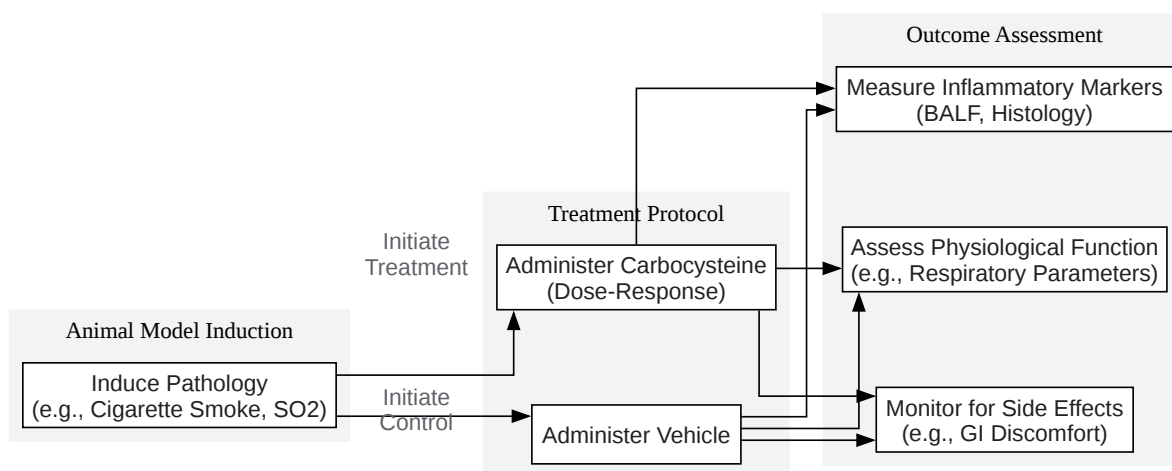 Animal Model Induction
Induce Pathology
(e.g., Cigarette Smoke, SO2)
Initiate
Treatment
Initiate
Control
Treatment Protocol
Administer Carbocysteine
(Dose-Response)
Administer Vehicle
Outcome Assessment
Measure Inflammatory Markers
(BALF, Histology)
Assess Physiological Function
(e.g., Respiratory Parameters)
Monitor for Side Effects
(e.g., GI Discomfort)